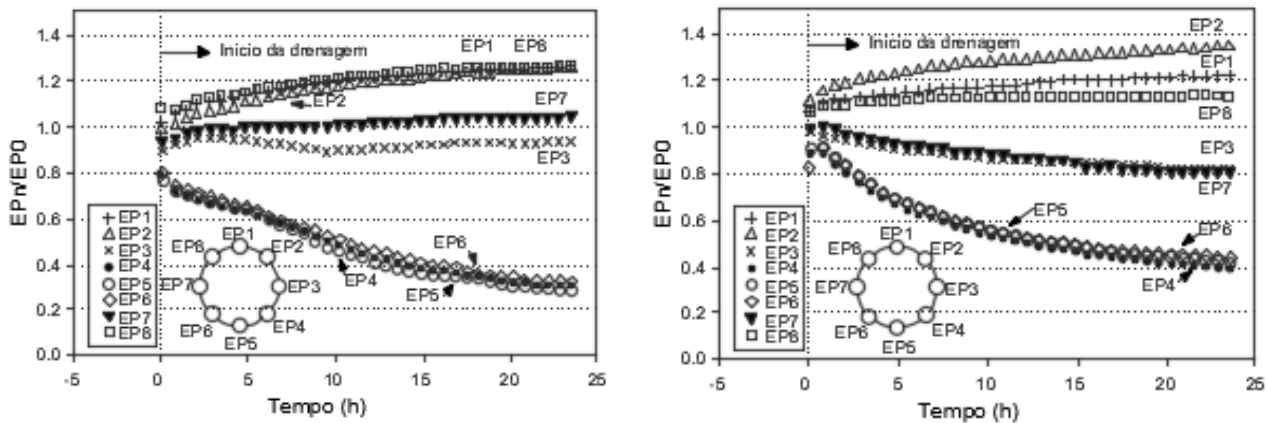 1.4
Inicio da drenagem
EP1 EP8
1.2
EP2
EP7
1.0
EP3
0.8
EPn/EP0
0.6
EP1
EP2
EP3
EP4
EP5
EP6
EP7
EP8
EP1
EP8 EP2
EP7 EP3
EP6 EP4
EP5
EP6
EP4
EP5
0.4
0.2
0.0
-5 0 5 10 15 20 25
Tempo (h)
1.4
Inicio da drenagem
EP2
1.2
EP1
EP8
1.0
EP3
0.8
EP7
EPn/EP0
0.6
EP5
EP6
EP4
EP1
EP2
EP3
EP4
EP5
EP6
EP7
EP8
EP1
EP8 EP2
EP7 EP3
EP6 EP4
EP5
0.4
0.2
0.0
-5 0 5 10 15 20 25
Tempo (h)